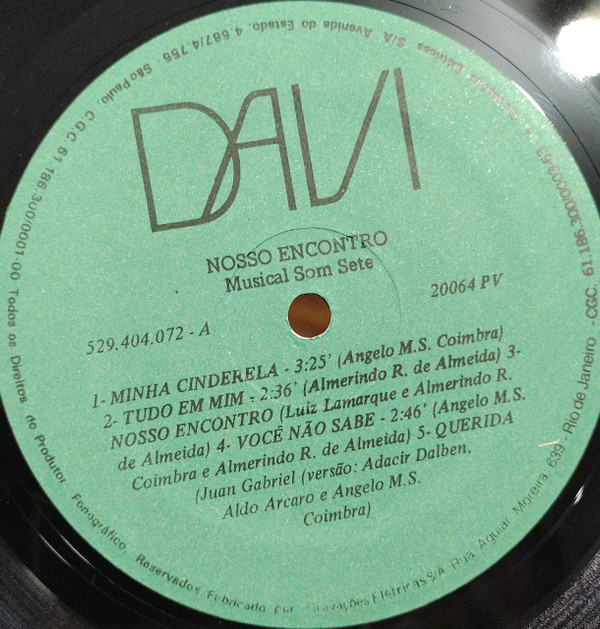 DAVI
NOSSO ENCONTRO
Musical Som Sete
529.404.072 - A
20064 PV
1- MINHA CINDERELA - 3:25' (Angelo M.S. Coimbra)
2- TUDO EM MIM - 2:36' (Almerindo R. de Almeida) 3-
NOSSO ENCONTRO (Luiz Lamarque e Almerindo R.
de Almeida) 4- VOCÊ NÃO SABE - 2:46' (Angelo M.S.
Coimbra e Almerindo R. de Almeida) 5- QUERIDA
(Juan Gabriel (versão: Adacir Dalben,
Aldo Arcaro e Angelo M.S.
Coimbra)
Todos os Direitos do Produtor Fonográfico Reservados. Fabricado por Gravações Elétricas S/A. Rua Aguiar Moreira, 639 - Rio de Janeiro - CGC. 61.186.300/0003-63
Elétricas S/A. Avenida do Estado, 4.667/4.755. São Paulo, C.G.C. 61.186.300/0001-00